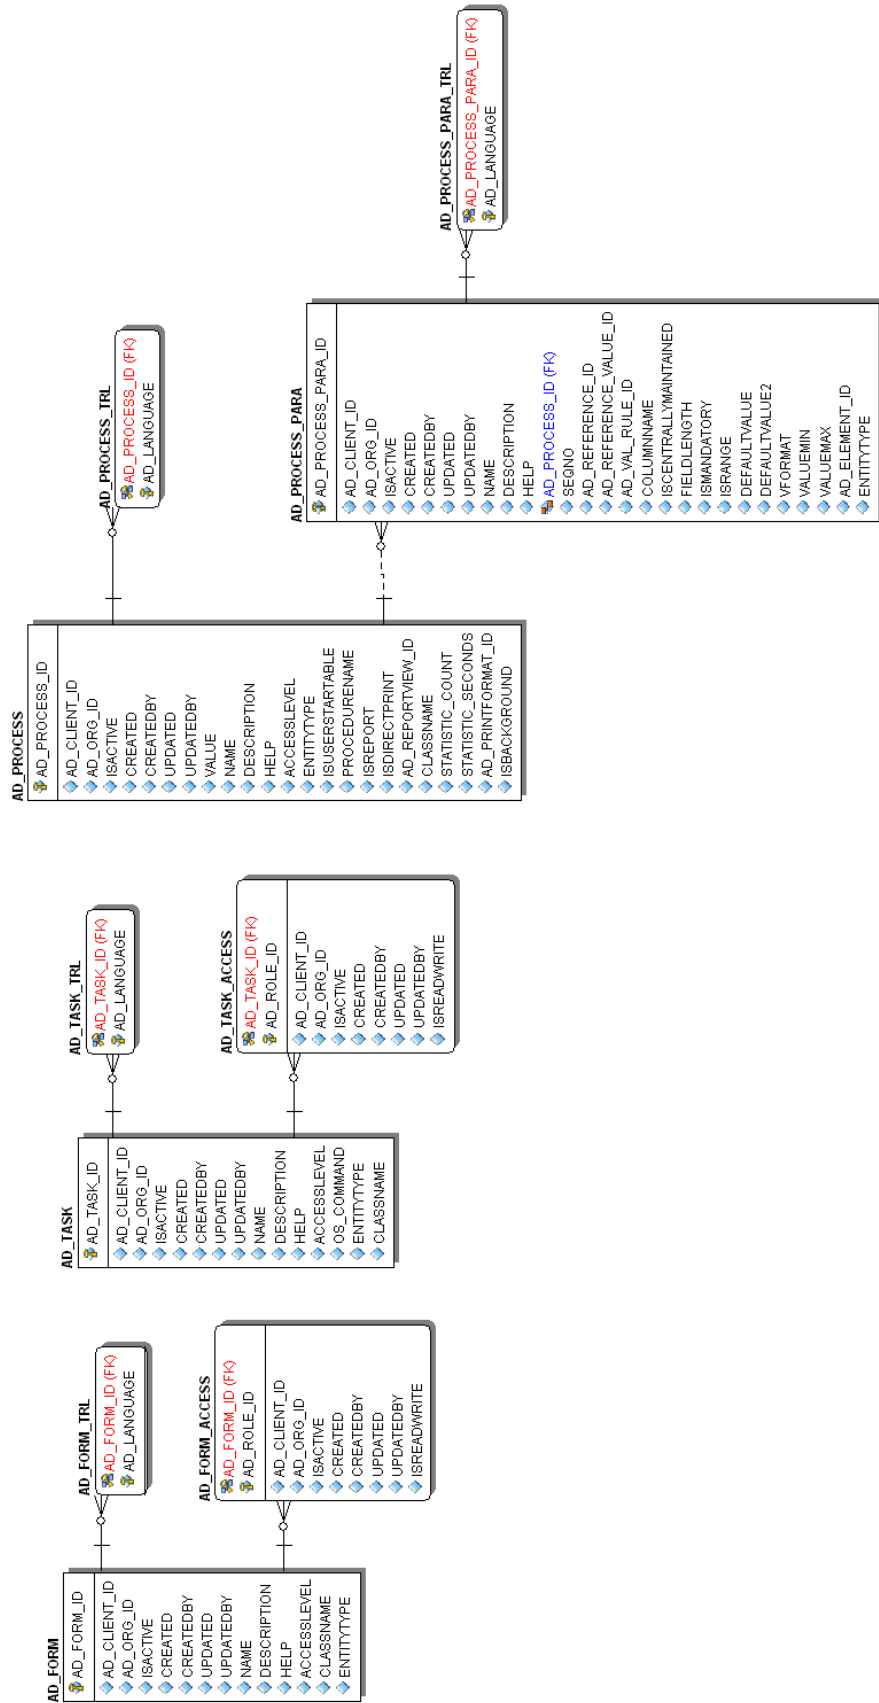 AD_FORM
AD_FORM_ID
AD_CLIENT_ID
AD_ORG_ID
ISACTIVE
CREATED
CREATEDBY
UPDATED
UPDATEDBY
NAME
DESCRIPTION
HELP
ACCESSLEVEL
CLASSNAME
ENTITYTYPE
AD_FORM_TRL
AD_FORM_ID (FK)
AD_LANGUAGE
AD_FORM_ACCESS
AD_FORM_ID (FK)
AD_ROLE_ID
AD_CLIENT_ID
AD_ORG_ID
ISACTIVE
CREATED
CREATEDBY
UPDATED
UPDATEDBY
ISREADWRITE
AD_TASK
AD_TASK_ID
AD_CLIENT_ID
AD_ORG_ID
ISACTIVE
CREATED
CREATEDBY
UPDATED
UPDATEDBY
NAME
DESCRIPTION
HELP
ACCESSLEVEL
OS_COMMAND
ENTITYTYPE
CLASSNAME
AD_TASK_TRL
AD_TASK_ID (FK)
AD_LANGUAGE
AD_TASK_ACCESS
AD_TASK_ID (FK)
AD_ROLE_ID
AD_CLIENT_ID
AD_ORG_ID
ISACTIVE
CREATED
CREATEDBY
UPDATED
UPDATEDBY
ISREADWRITE
AD_PROCESS
AD_PROCESS_ID
AD_CLIENT_ID
AD_ORG_ID
ISACTIVE
CREATED
CREATEDBY
UPDATED
UPDATEDBY
VALUE
NAME
DESCRIPTION
HELP
ACCESSLEVEL
ENTITYTYPE
ISUSERSTARTABLE
PROCEDURENAME
ISREPORT
ISDIRECTPRINT
AD_REPORTVIEW_ID
CLASSNAME
STATISTIC_COUNT
STATISTIC_SECONDS
AD_PRINTFORMAT_ID
ISBACKGROUND
AD_PROCESS_TRL
AD_PROCESS_ID (FK)
AD_LANGUAGE
AD_PROCESS_PARA
AD_PROCESS_PARA_ID
AD_CLIENT_ID
AD_ORG_ID
ISACTIVE
CREATED
CREATEDBY
UPDATED
UPDATEDBY
NAME
DESCRIPTION
HELP
AD_PROCESS_ID (FK)
SEQNO
AD_REFERENCE_ID
AD_REFERENCE_VALUE_ID
AD_VAL_RULE_ID
COLUMNNAME
ISCENTRALLYMAINTAINED
FIELDLENGTH
ISMANDATORY
ISRANGE
DEFAULTVALUE
DEFAULTVALUE2
VFORMAT
VALUEMIN
VALUEMAX
AD_ELEMENT_ID
ENTITYTYPE
AD_PROCESS_PARA_TRL
AD_PROCESS_PARA_ID (FK)
AD_LANGUAGE